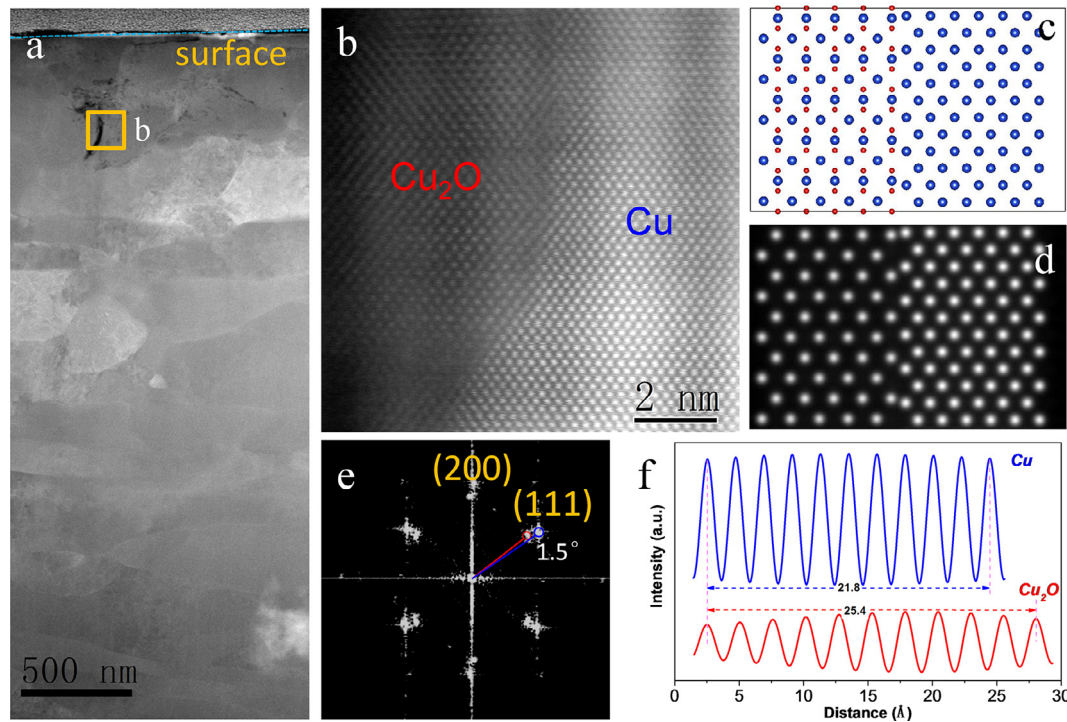 a
surface
b
500 nm
b
Cu₂O
Cu
2 nm
c
d
e
(200)
(111)
1.5°
f
Cu
21.8
Cu₂O
25.4
Intensity (a.u.)
0 5 10 15 20 25 30
Distance (Å)